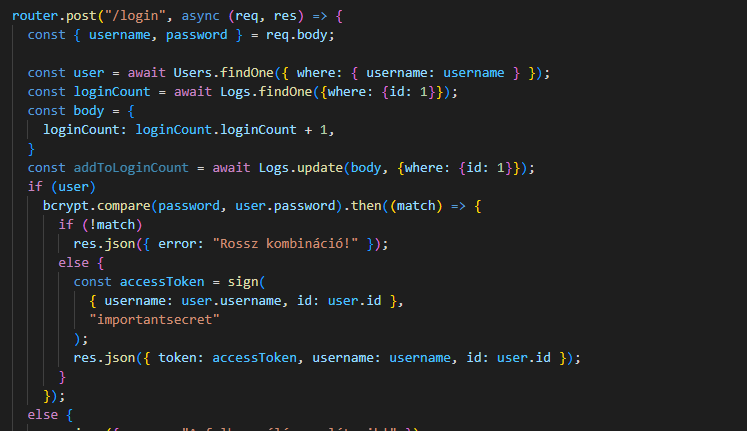 router.post("/login", async (req, res) => {
const { username, password } = req.body;
const user = await Users.findOne({ where: { username: username } });
const loginCount = await Logs.findOne({where: {id: 1}});
const body = {
loginCount: loginCount.loginCount + 1,
}
const addToLoginCount = await Logs.update(body, {where: {id: 1}});
if (user)
bcrypt.compare(password, user.password).then((match) => {
if (!match)
res.json({ error: "Rossz kombináció!" });
else {
const accessToken = sign(
{ username: user.username, id: user.id },
"importantsecret"
);
res.json({ token: accessToken, username: username, id: user.id });
}
});
else {